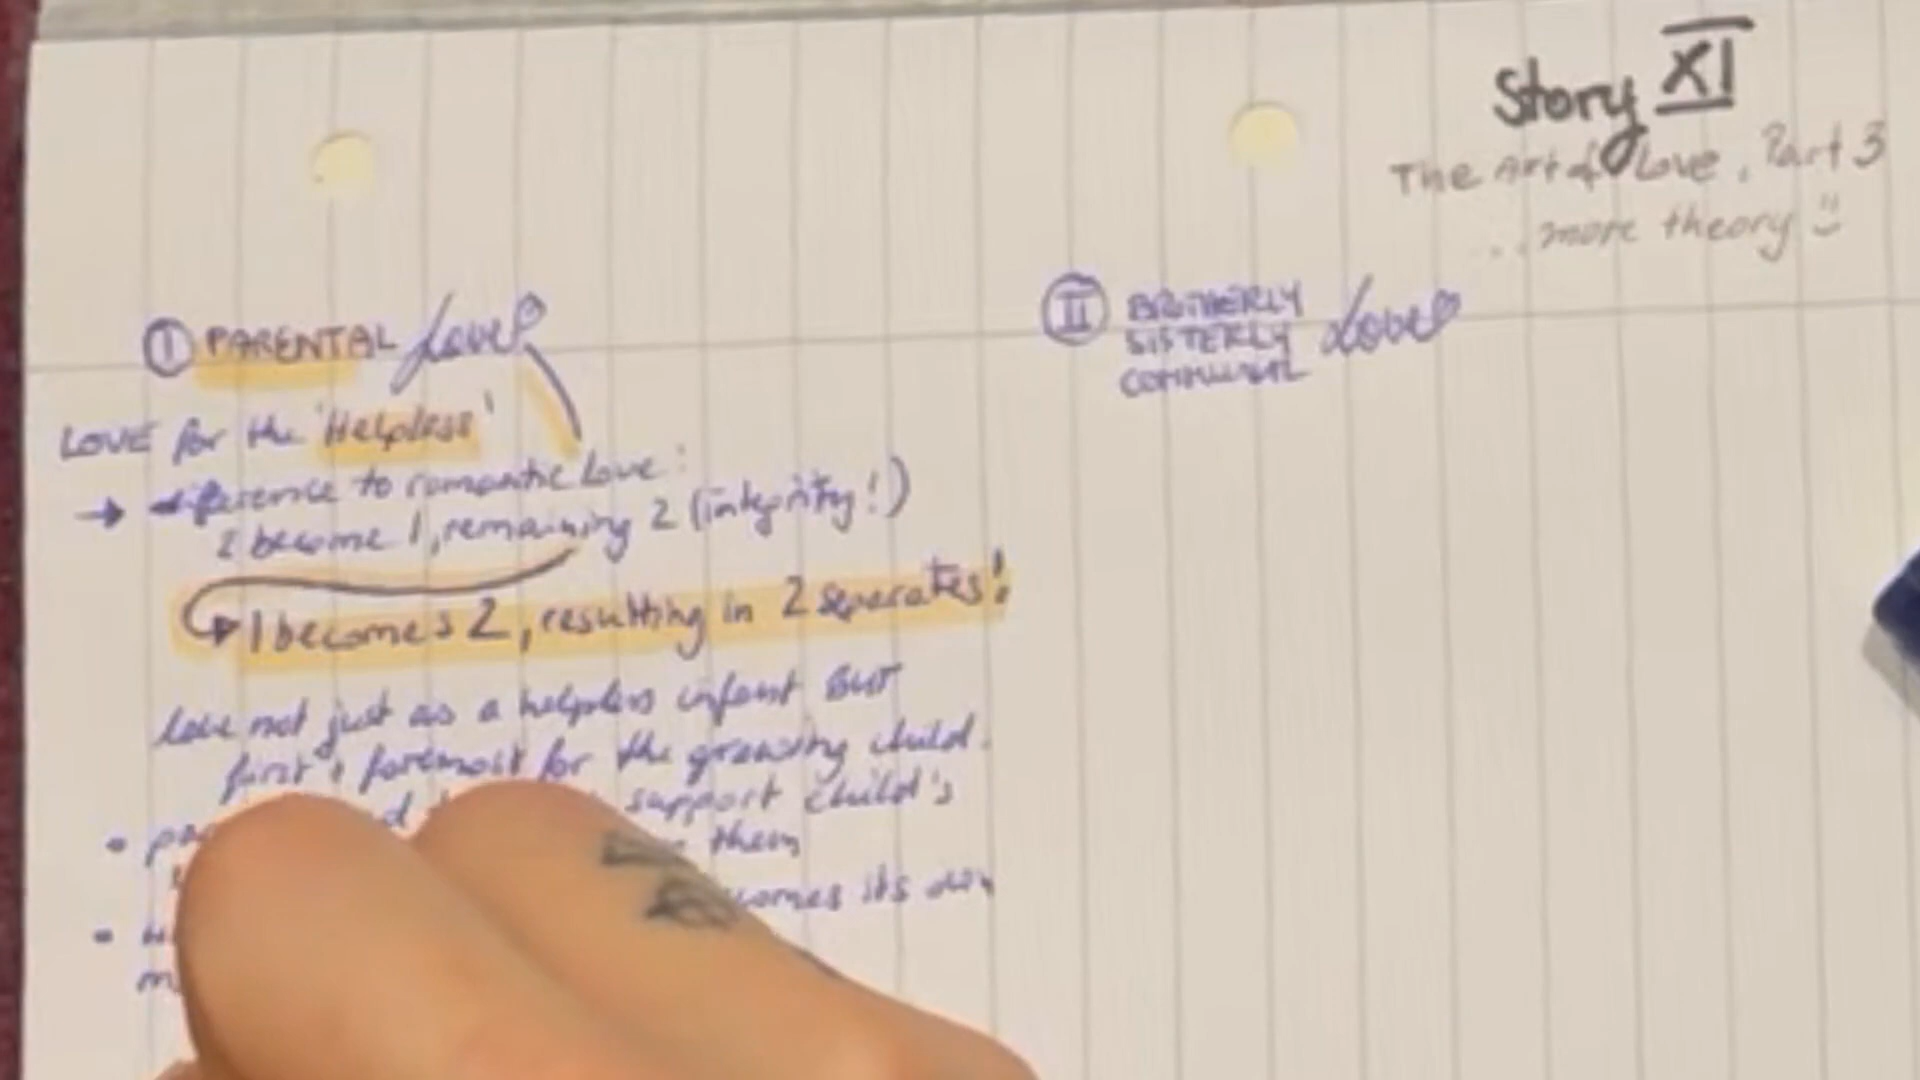 Story XI
The Art of Love, Part 3
...more theory
I PARENTAL Love
LOVE for the 'Helpless'
→ difference to romantic Love:
2 become 1, remaining 2 (integrity!)
1 becomes 2, resulting in 2 separates!
love not just as a helpless infant BUT
first & foremost for the growing child.
support child's
them
its own
II BROTHERLY
SISTERLY Love
COMMUNAL